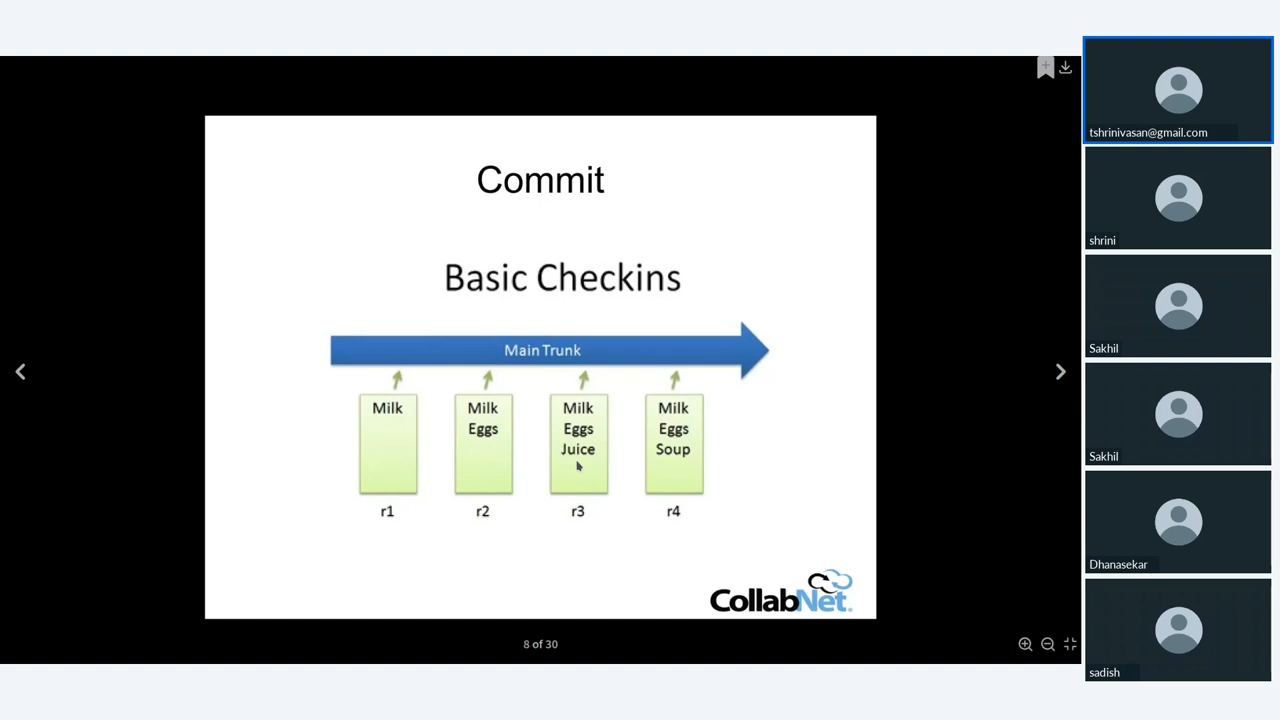 Commit
Basic Checkins
Main Trunk
Milk
Milk
Eggs
Milk
Eggs
Juice
Milk
Eggs
Soup
r1
r2
r3
r4
CollabNet.
8 of 30
tshrinivasan@gmail.com
shrini
Sakhil
Sakhil
Dhanasekar
sadish